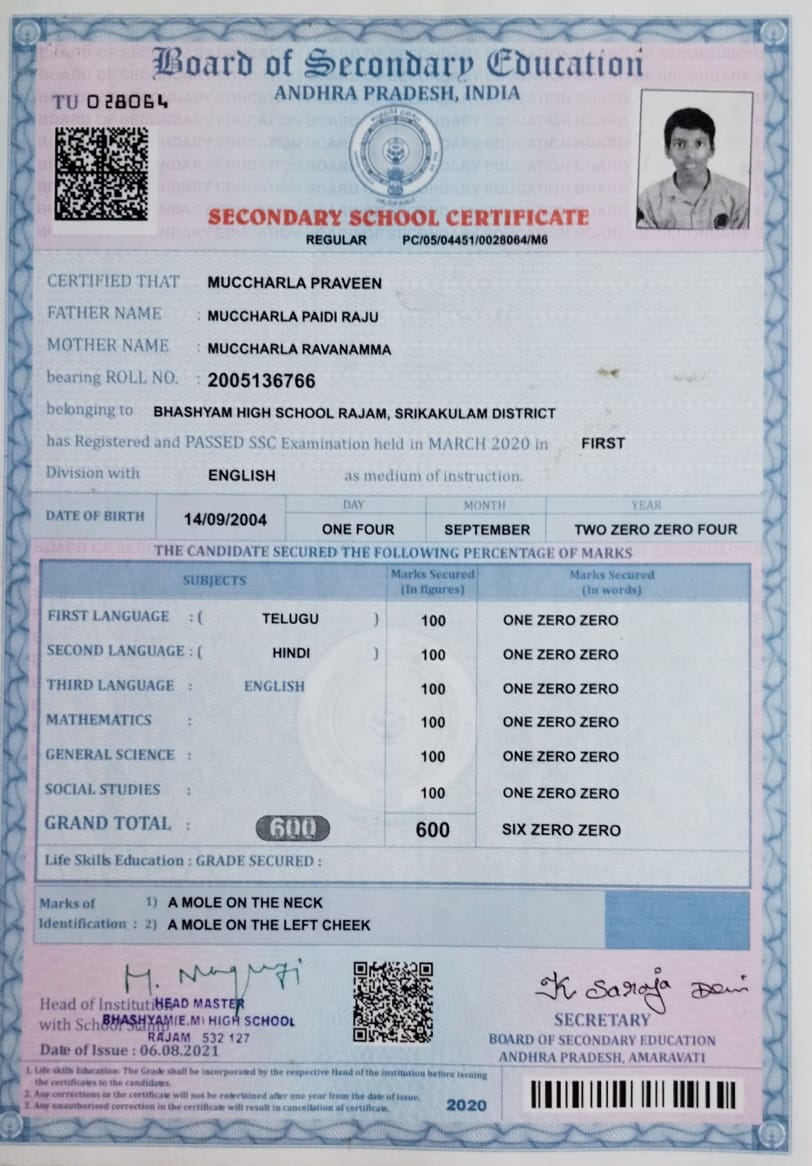 Board of Secondary Education
ANDHRA PRADESH, INDIA
TU 028064
SECONDARY SCHOOL CERTIFICATE
REGULAR PC/05/04451/0028064/M6
CERTIFIED THAT MUCCHARLA PRAVEEN
FATHER NAME : MUCCHARLA PAIDI RAJU
MOTHER NAME : MUCCHARLA RAVANAMMA
bearing ROLL NO. : 2005136766
belonging to BHASHYAM HIGH SCHOOL RAJAM, SRIKAKULAM DISTRICT
has Registered and PASSED SSC Examination held in MARCH 2020 in FIRST
Division with ENGLISH as medium of instruction.
DATE OF BIRTH 14/09/2004 DAY MONTH YEAR
ONE FOUR SEPTEMBER TWO ZERO ZERO FOUR
THE CANDIDATE SECURED THE FOLLOWING PERCENTAGE OF MARKS
SUBJECTS Marks Secured (In figures) Marks Secured (In words)
FIRST LANGUAGE : ( TELUGU ) 100 ONE ZERO ZERO
SECOND LANGUAGE : ( HINDI ) 100 ONE ZERO ZERO
THIRD LANGUAGE : ENGLISH 100 ONE ZERO ZERO
MATHEMATICS : 100 ONE ZERO ZERO
GENERAL SCIENCE : 100 ONE ZERO ZERO
SOCIAL STUDIES : 100 ONE ZERO ZERO
GRAND TOTAL : 600 600 SIX ZERO ZERO
Life Skills Education : GRADE SECURED :
Marks of 1) A MOLE ON THE NECK
Identification : 2) A MOLE ON THE LEFT CHEEK
K Saroja Devi
Head of Institution HEAD MASTER
with School Stamp BHASHYAM(E.M) HIGH SCHOOL
RAJAM 532 127
Date of Issue : 06.08.2021
SECRETARY
BOARD OF SECONDARY EDUCATION
ANDHRA PRADESH, AMARAVATI
1. Life skills Education: The Grade shall be incorporated by the respective Head of the institution before issuing
the certificates to the candidates.
2. Any corrections in the certificate will not be entertained after one year from the date of issue.
3. Any unauthorised correction in the certificate will result in cancellation of certificate.
2020